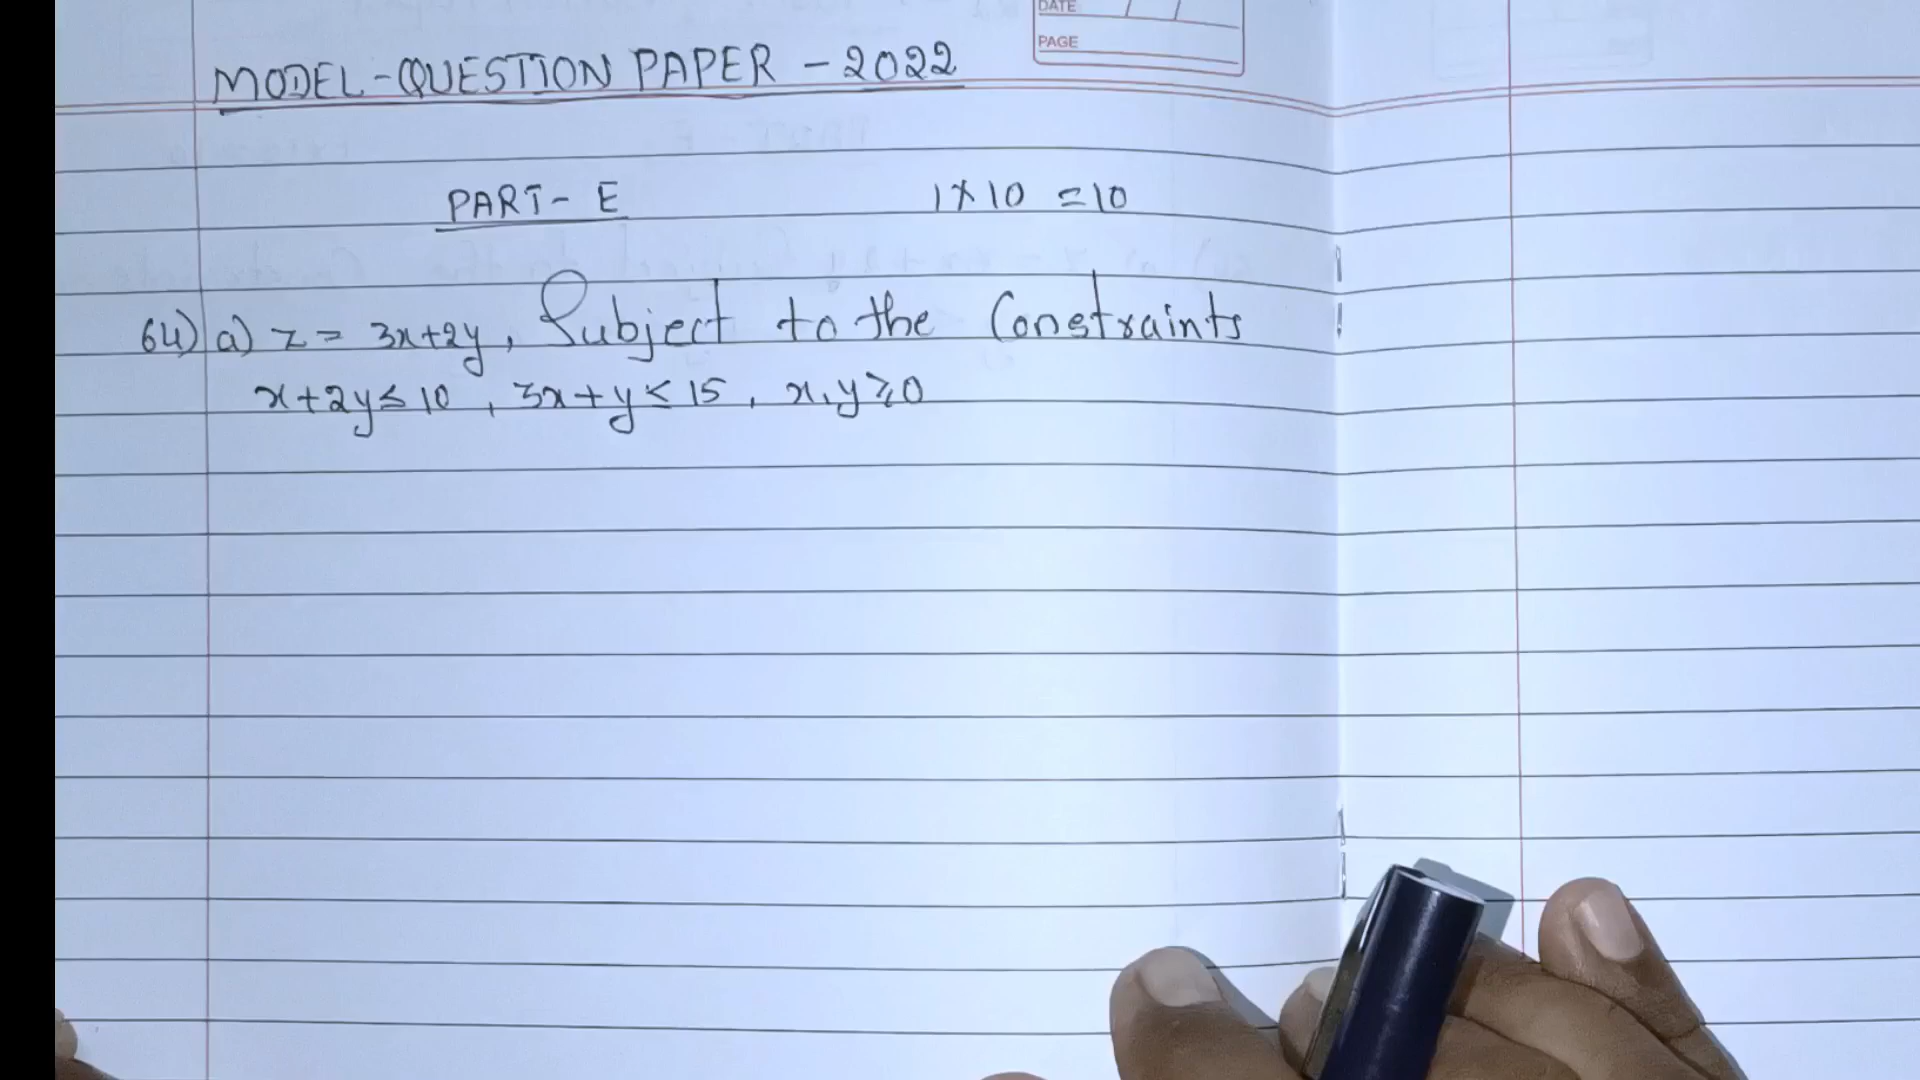 DATE / /
PAGE
MODEL-QUESTION PAPER - 2022
PART- E 1×10 =10
64) a) z = 3x+2y, Subject to the Constraints
x+2y≤10, 3x+y<15, x,y≥0